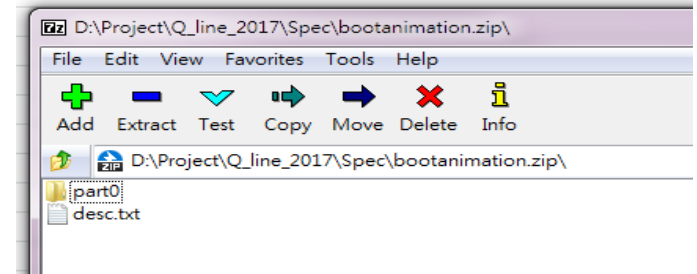 7z D:\Project\Q_line_2017\Spec\bootanimation.zip\
File Edit View Favorites Tools Help
Add Extract Test Copy Move Delete Info
ZIP D:\Project\Q_line_2017\Spec\bootanimation.zip\
part0
desc.txt